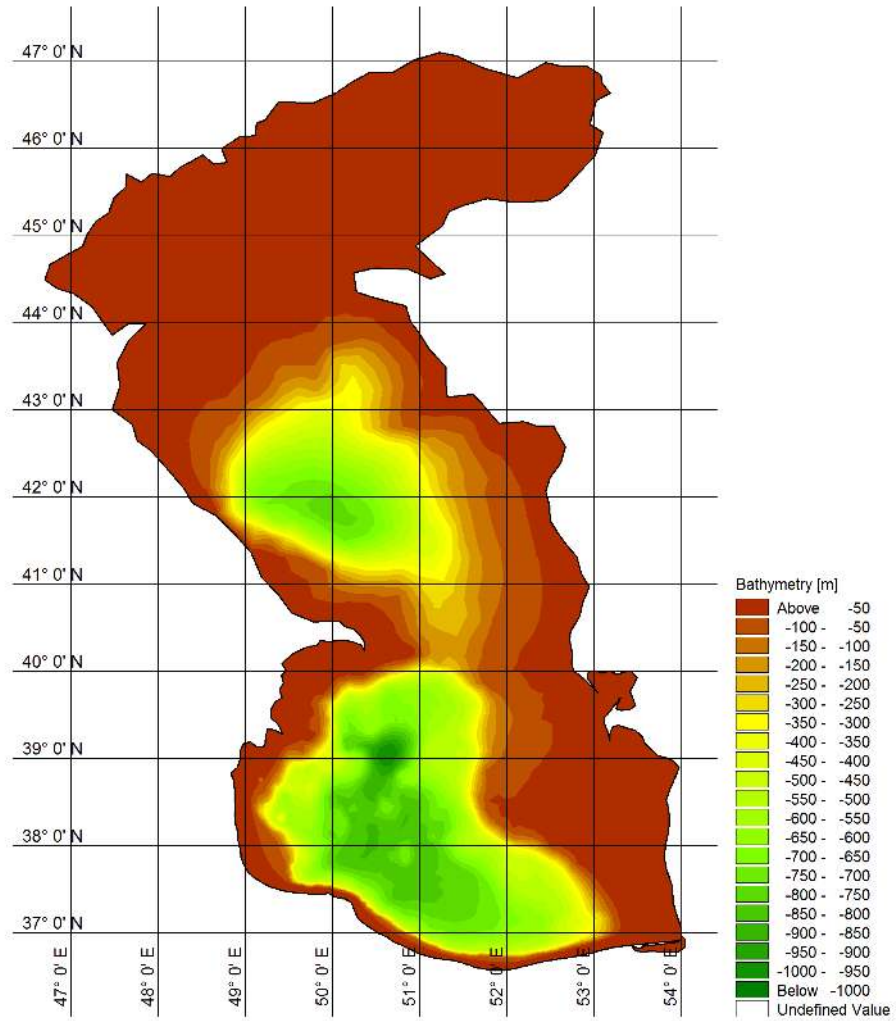 47° 0' N
46° 0' N
45° 0' N
44° 0' N
43° 0' N
42° 0' N
41° 0' N
40° 0' N
39° 0' N
38° 0' N
37° 0' N
47° 0' E
48° 0' E
49° 0' E
50° 0' E
51° 0' E
52° 0' E
53° 0' E
54° 0' E
Bathymetry [m]
Above -50
-100 - -50
-150 - -100
-200 - -150
-250 - -200
-300 - -250
-350 - -300
-400 - -350
-450 - -400
-500 - -450
-550 - -500
-600 - -550
-650 - -600
-700 - -650
-750 - -700
-800 - -750
-850 - -800
-900 - -850
-950 - -900
-1000 - -950
Below -1000
Undefined Value